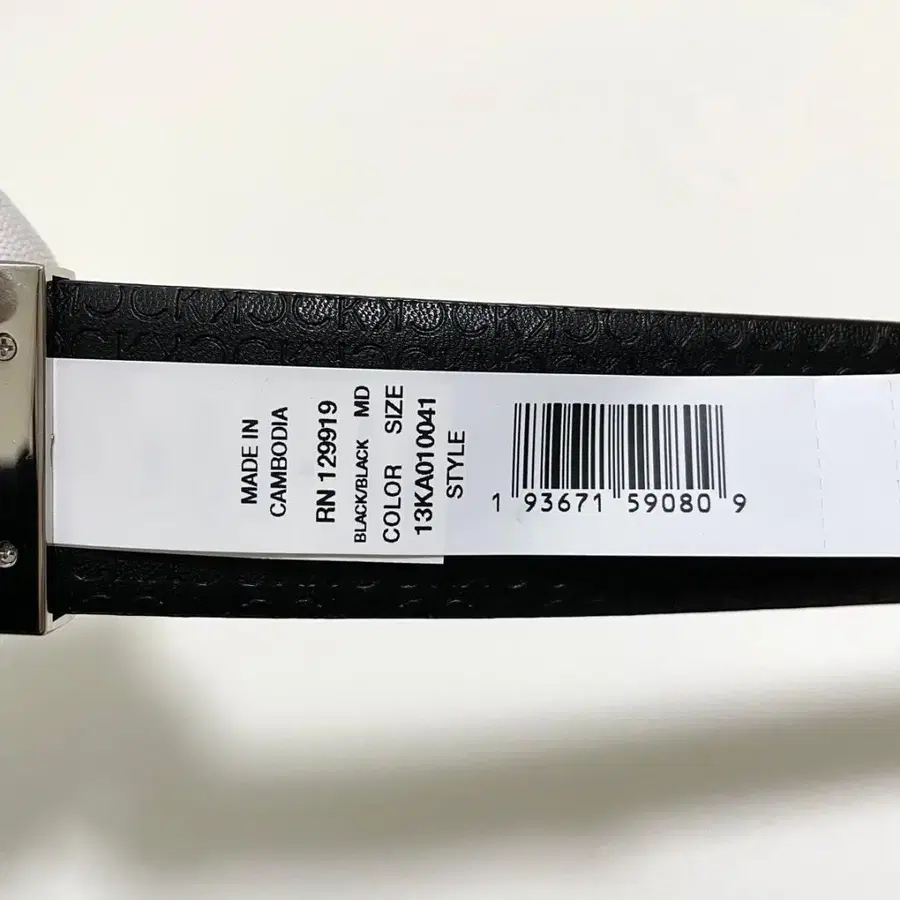 MADE IN
CAMBODIA
RN 129919
BLACK/BLACK MD
COLOR SIZE
13KA010041
STYLE
1 93671 59080 9